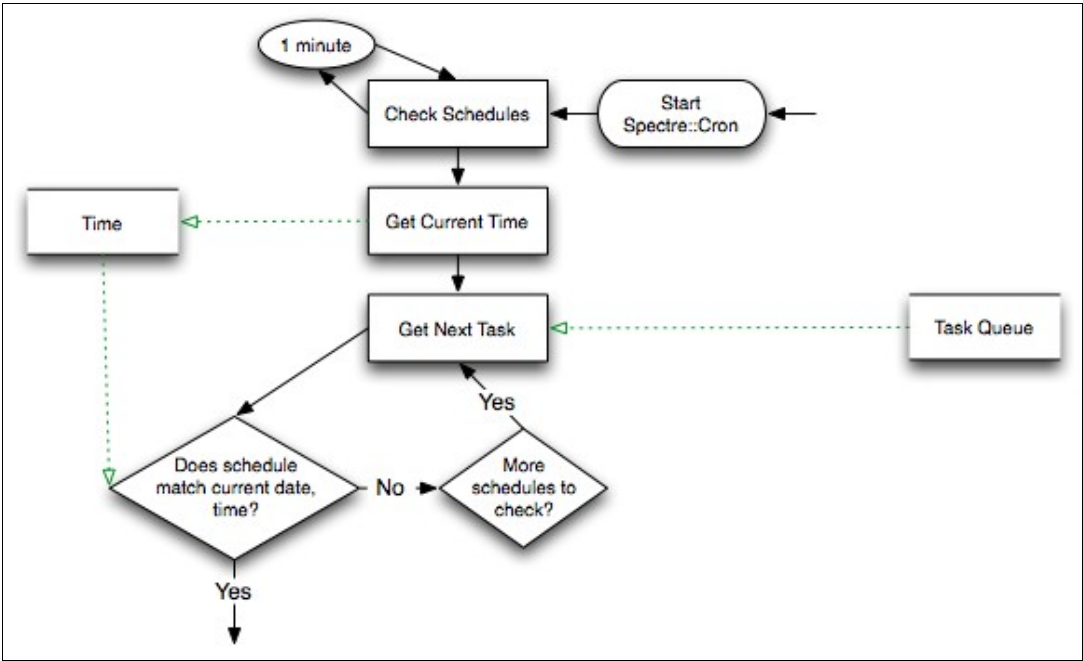 1 minute
Check Schedules
Start
Spectre::Cron
Time
Get Current Time
Get Next Task
Task Queue
Yes
Does schedule
match current date,
time?
No
More
schedules to
check?
Yes